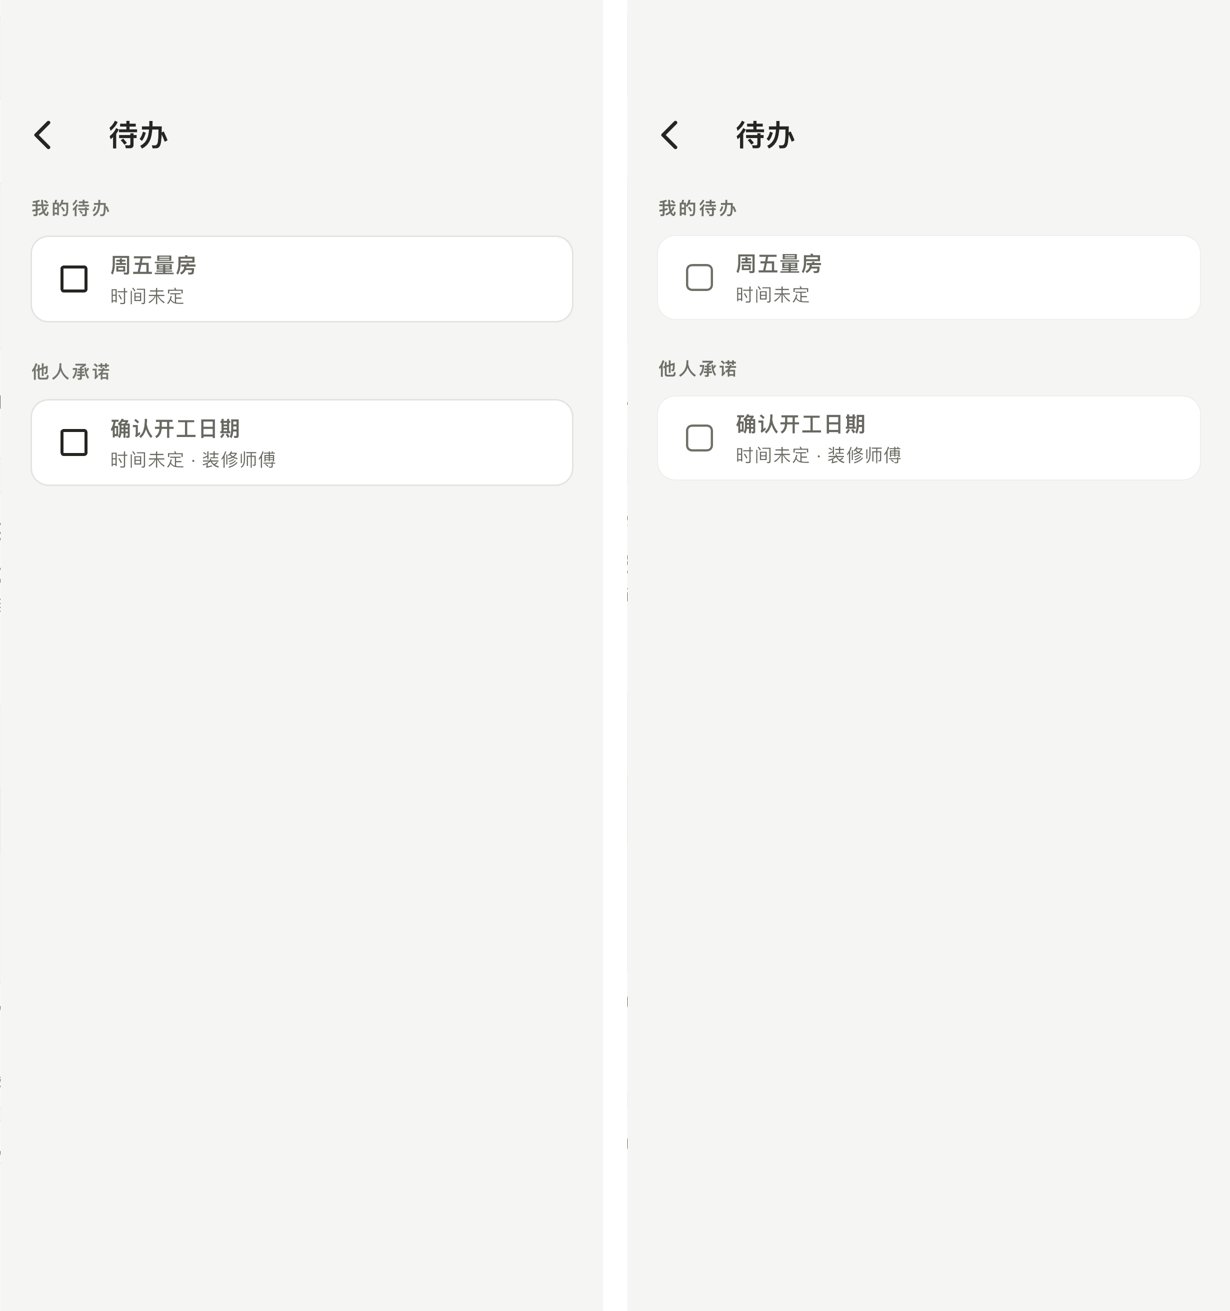 待办
我的待办
周五量房
时间未定
他人承诺
确认开工日期
时间未定 · 装修师傅
待办
我的待办
周五量房
时间未定
他人承诺
确认开工日期
时间未定 · 装修师傅